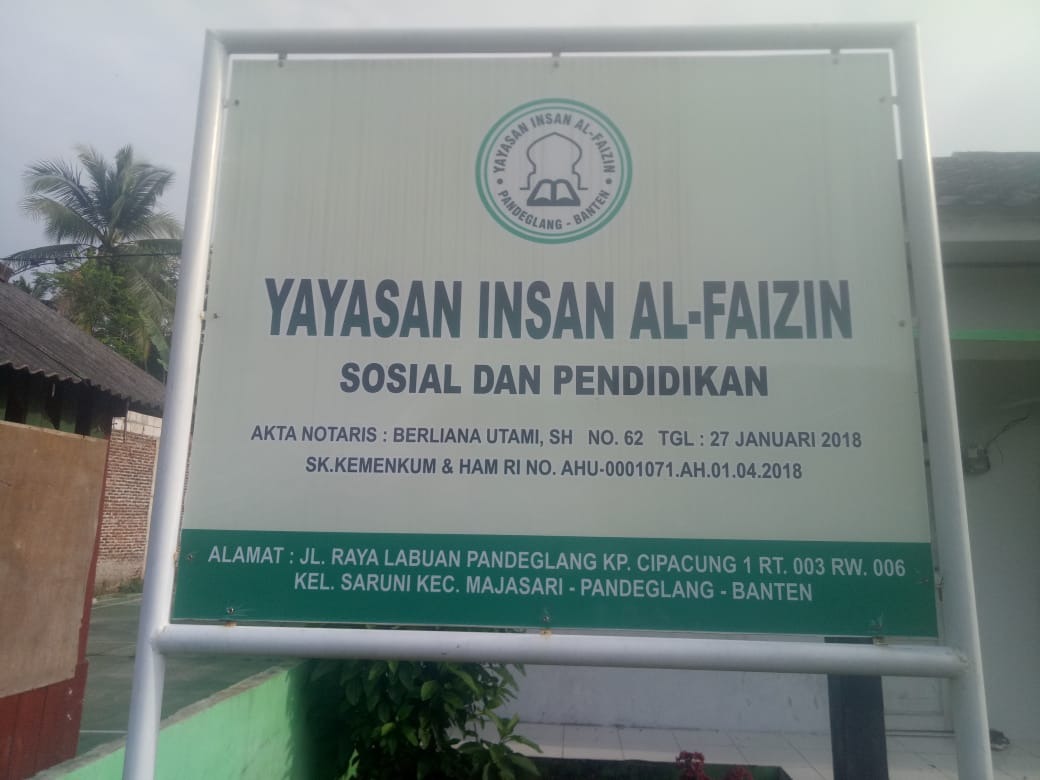 YAYASAN INSAN AL-FAIZIN
PANDEGLANG - BANTEN
YAYASAN INSAN AL-FAIZIN
SOSIAL DAN PENDIDIKAN
AKTA NOTARIS : BERLIANA UTAMI, SH NO. 62 TGL : 27 JANUARI 2018
SK.KEMENKUM & HAM RI NO. AHU-0001071.AH.01.04.2018
ALAMAT : JL. RAYA LABUAN PANDEGLANG KP. CIPACUNG 1 RT. 003 RW. 006
KEL. SARUNI KEC. MAJASARI - PANDEGLANG - BANTEN